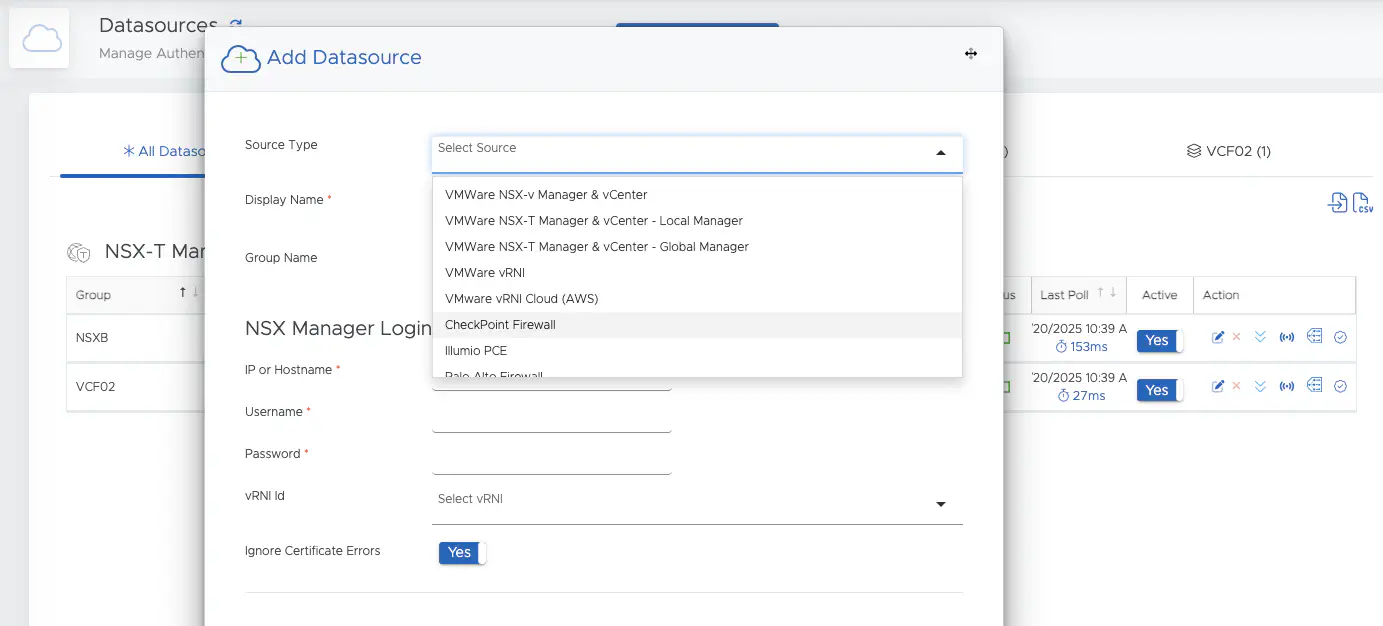 Datasources
Manage Authen
Add Datasource
All Dataso
VCF02 (1)
Source Type
Select Source
VMWare NSX-v Manager & vCenter
VMWare NSX-T Manager & vCenter - Local Manager
VMWare NSX-T Manager & vCenter - Global Manager
VMWare vRNI
VMware vRNI Cloud (AWS)
CheckPoint Firewall
Illumio PCE
Palo Alto Firewall
Display Name *
Group Name
NSX Manager Login
IP or Hostname *
Username *
Password *
vRNI Id
Select vRNI
Ignore Certificate Errors
Yes
CSV
NSX-T Mar
Group
us
Last Poll
Active
Action
NSXB
'20/2025 10:39 A
153ms
Yes
VCF02
'20/2025 10:39 A
27ms
Yes